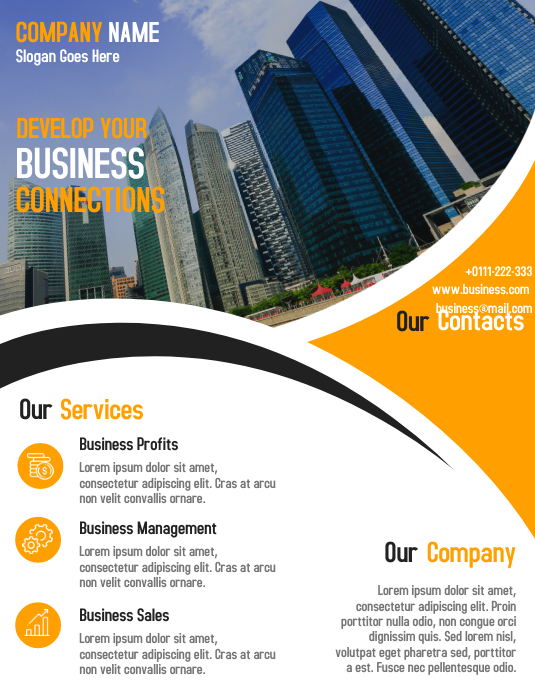 COMPANY NAME
Slogan Goes Here
DEVELOP YOUR
BUSINESS
CONNECTIONS
+0111-222-333
www.business.com
business@mail.com
Our Contacts
Our Services
Business Profits
Lorem ipsum dolor sit amet,
consectetur adipiscing elit. Cras at arcu
non velit convallis ornare.
Business Management
Lorem ipsum dolor sit amet,
consectetur adipiscing elit. Cras at arcu
non velit convallis ornare.
Business Sales
Lorem ipsum dolor sit amet,
consectetur adipiscing elit. Cras at arcu
non velit convallis ornare.
Our Company
Lorem ipsum dolor sit amet,
consectetur adipiscing elit. Proin
porttitor nulla odio, non congue orci
dignissim quis. Sed lorem nisl,
volutpat eget pharetra sed, porttitor
a est. Fusce nec pellentesque odio.